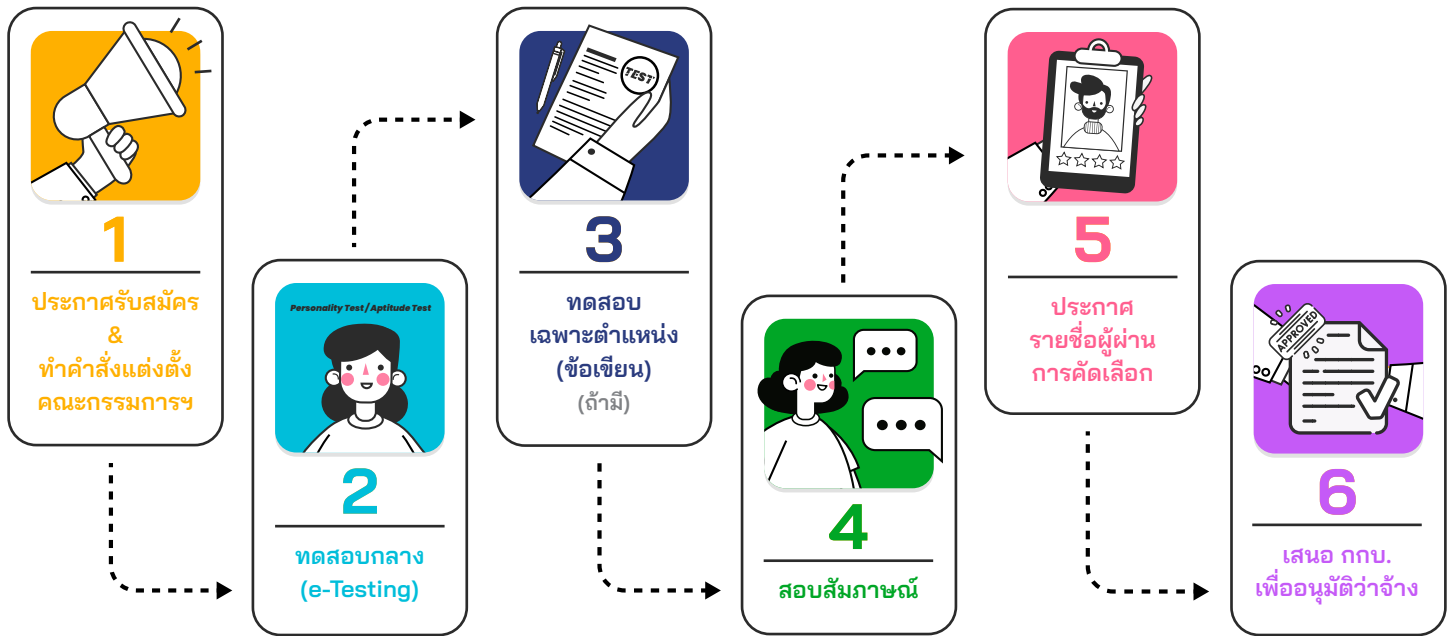 1
ประกาศรับสมัคร
&
ทำคำสั่งแต่งตั้ง
คณะกรรมการฯ
Personality Test / Aptitude Test
2
ทดสอบกลาง
(e-Testing)
TEST
3
ทดสอบ
เฉพาะตำแหน่ง
(ข้อเขียน)
(ถ้ามี)
4
สอบสัมภาษณ์
5
ประกาศ
รายชื่อผู้ผ่าน
การคัดเลือก
APPROVED
6
เสนอ กกบ.
เพื่ออนุมัติว่าจ้าง